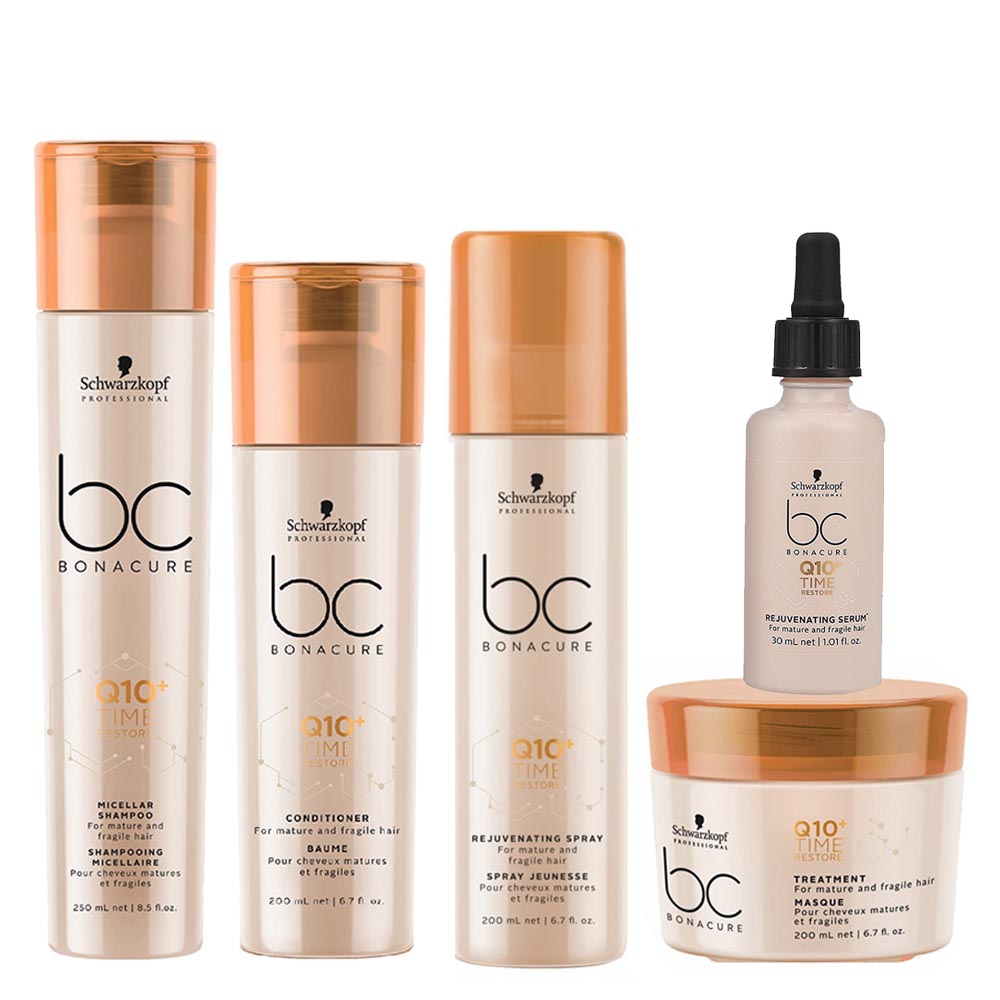 Schwarzkopf
PROFESSIONAL
bc
BONACURE
Q10+
TIME
RESTORE
MICELLAR
SHAMPOO
For mature and
fragile hair
SHAMPOOING
MICELLAIRE
Pour cheveux matures
et fragiles
250 mL net | 8.5 fl.oz.
Schwarzkopf
PROFESSIONAL
bc
BONACURE
Q10+
TIME
RESTORE
CONDITIONER
For mature and fragile hair
BAUME
Pour cheveux matures
et fragiles
200 mL net | 6.7 fl. oz.
Schwarzkopf
PROFESSIONAL
bc
BONACURE
Q10+
TIME
RESTORE
REJUVENATING SPRAY
For mature and
fragile hair
SPRAY JEUNESSE
Pour cheveux matures
et fragiles
200 mL net | 6.7 fl. oz.
Schwarzkopf
PROFESSIONAL
bc
BONACURE
Q10+
TIME
RESTORE
REJUVENATING SERUM*
For mature and fragile hair
30 mL net | 1.01 fl. oz.
Schwarzkopf
PROFESSIONAL
bc
BONACURE
Q10+
TIME
RESTORE
TREATMENT
For mature and fragile hair
MASQUE
Pour cheveux matures
et fragiles
200 mL net | 6.7 fl. oz.